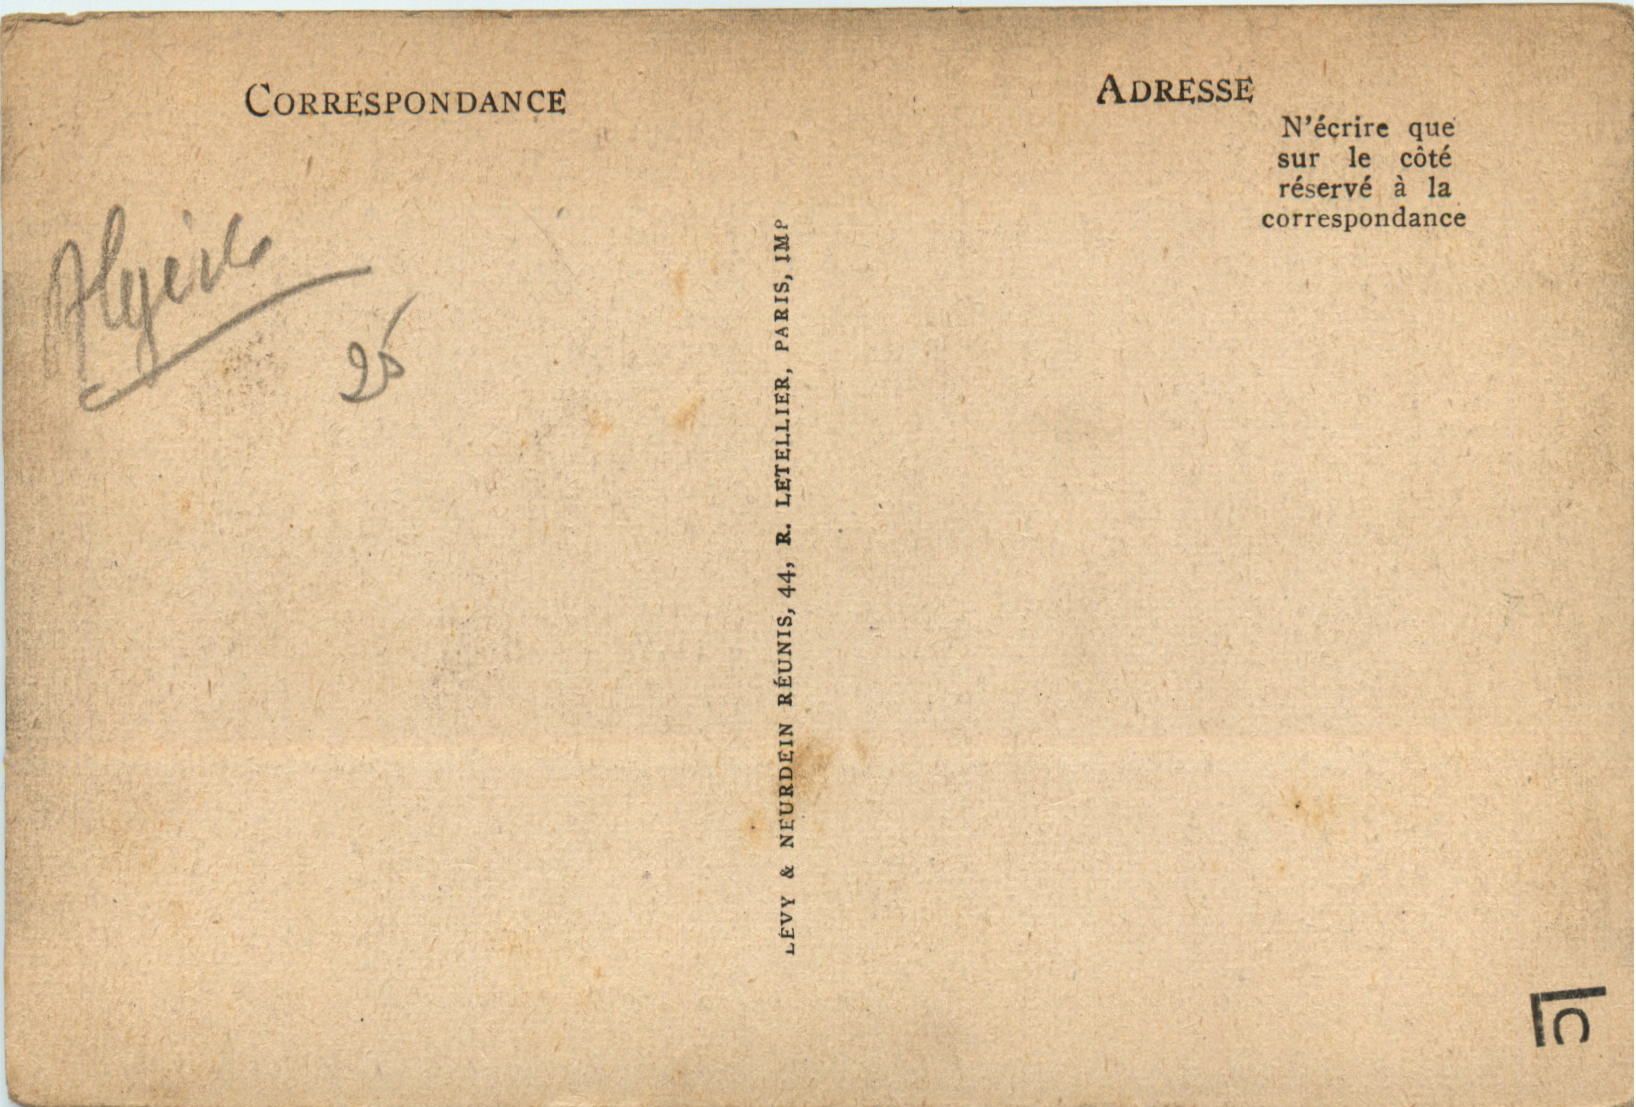 CORRESPONDANCE
ADRESSE
N'écrire que
sur le côté
réservé à la
correspondance
Algérie
25
LÉVY & NEURDEIN RÉUNIS, 44, R. LETELLIER, PARIS, IMP